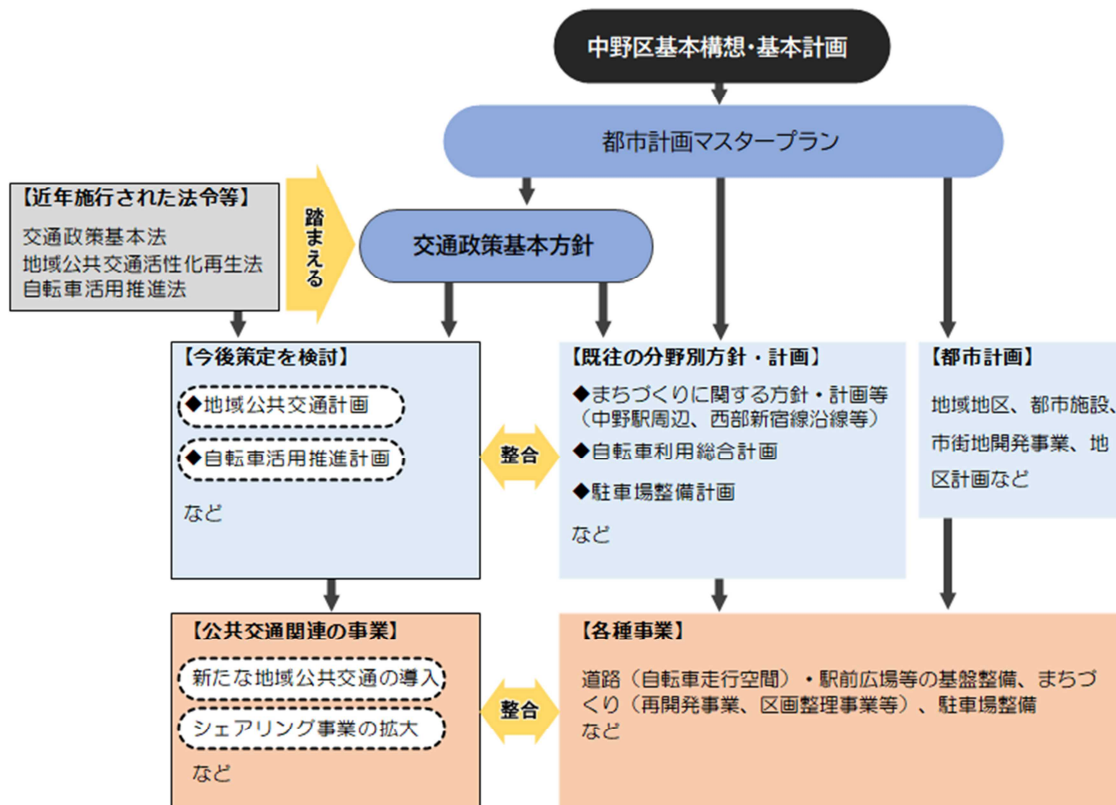 中野区基本構想・基本計画
都市計画マスタープラン
【近年施行された法令等】
交通政策基本法
地域公共交通活性化再生法
自転車活用推進法
踏まえる
交通政策基本方針
【今後策定を検討】
◆地域公共交通計画
◆自転車活用推進計画
など
整合
【既往の分野別方針・計画】
◆まちづくりに関する方針・計画等
（中野駅周辺、西部新宿線沿線等）
◆自転車利用総合計画
◆駐車場整備計画
など
【都市計画】
地域地区、都市施設、
市街地開発事業、地
区計画など
【公共交通関連の事業】
新たな地域公共交通の導入
シェアリング事業の拡大
など
整合
【各種事業】
道路（自転車走行空間）・駅前広場等の基盤整備、まちづ
くり（再開発事業、区画整理事業等）、駐車場整備
など